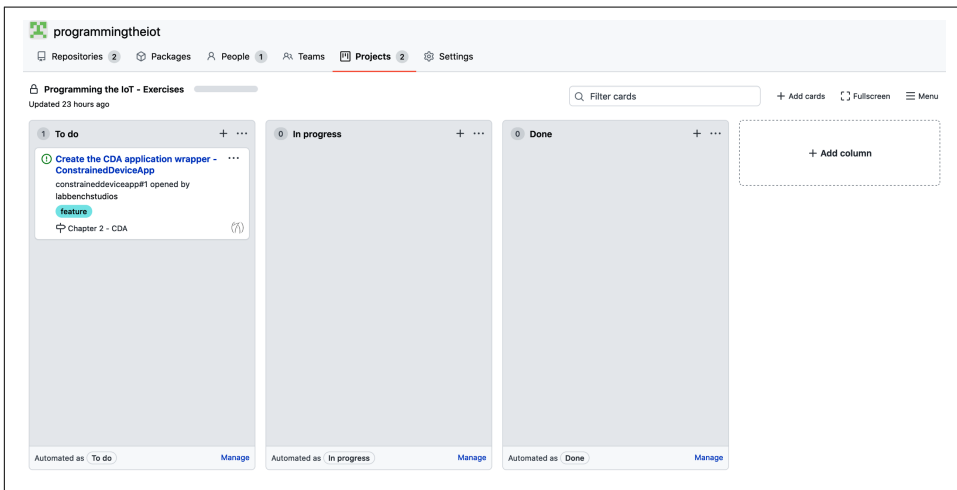 programmingtheiot
Repositories 2 Packages People 1 Teams Projects 2 Settings
Programming the IoT - Exercises
Updated 23 hours ago
Filter cards
+ Add cards Fullscreen Menu
1 To do + ...
Create the CDA application wrapper -
ConstrainedDeviceApp
...
constraineddeviceapp#1 opened by
labbenchstudios
feature
Chapter 2 - CDA
Automated as To do Manage
0 In progress + ...
Automated as In progress Manage
0 Done + ...
Automated as Done Manage
+ Add column